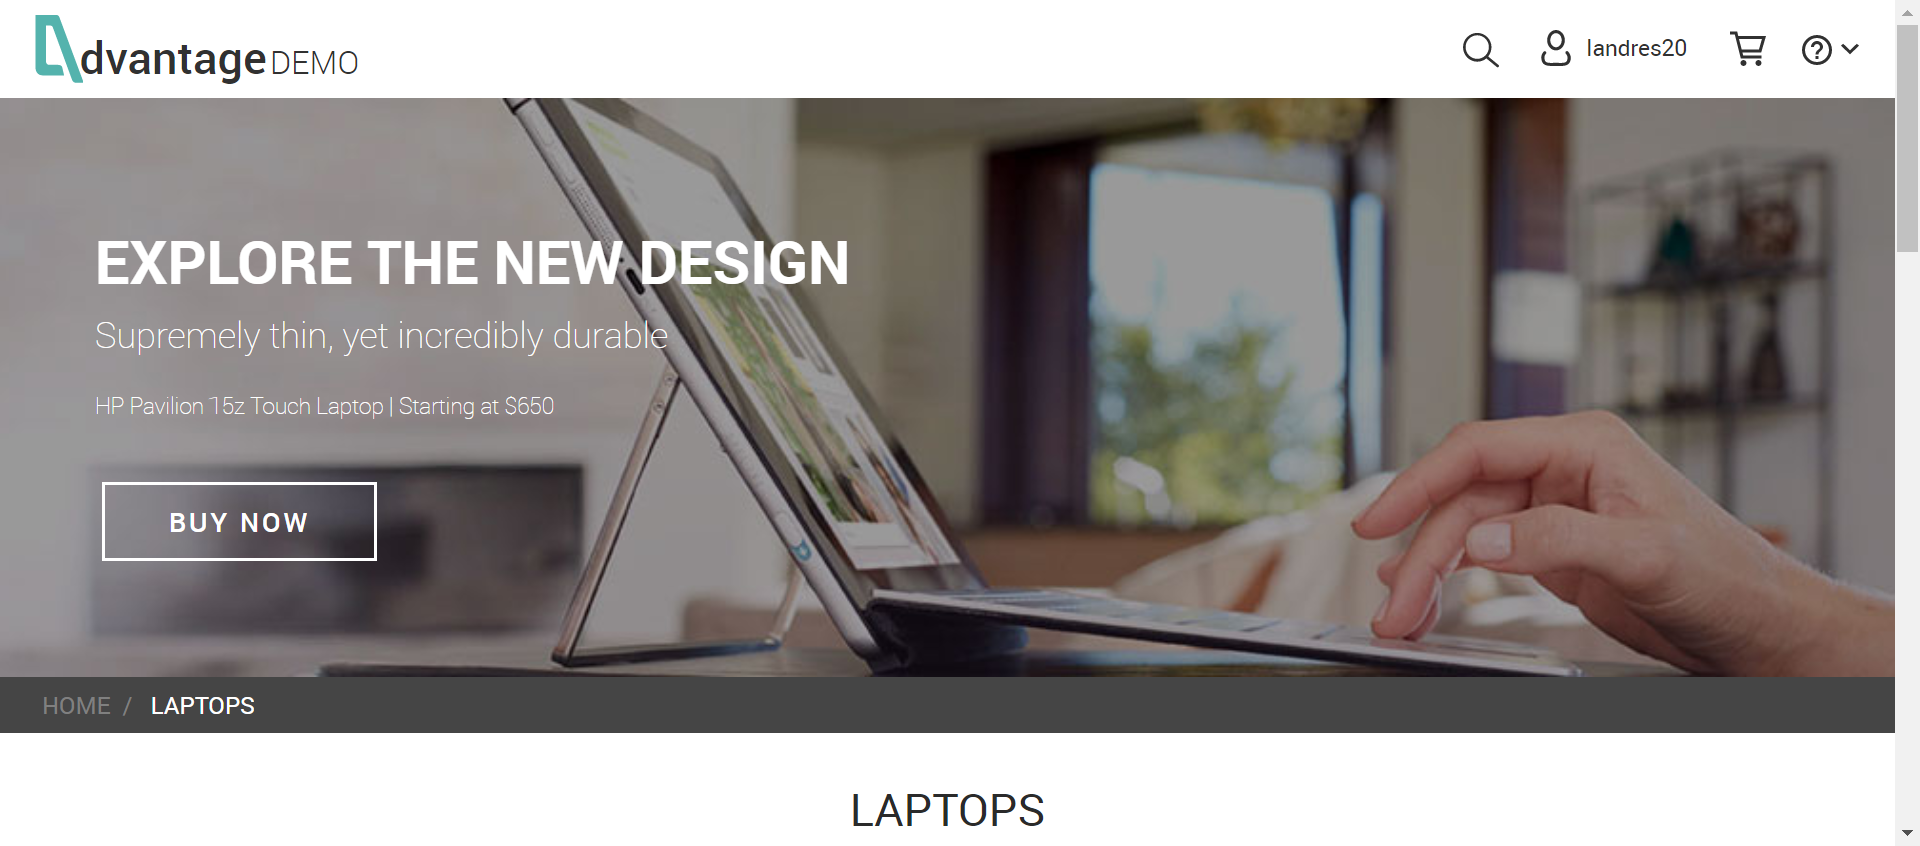 dvantage DEMO
landres20
EXPLORE THE NEW DESIGN
Supremely thin, yet incredibly durable
HP Pavilion 15z Touch Laptop | Starting at $650
BUY NOW
HOME / LAPTOPS
LAPTOPS